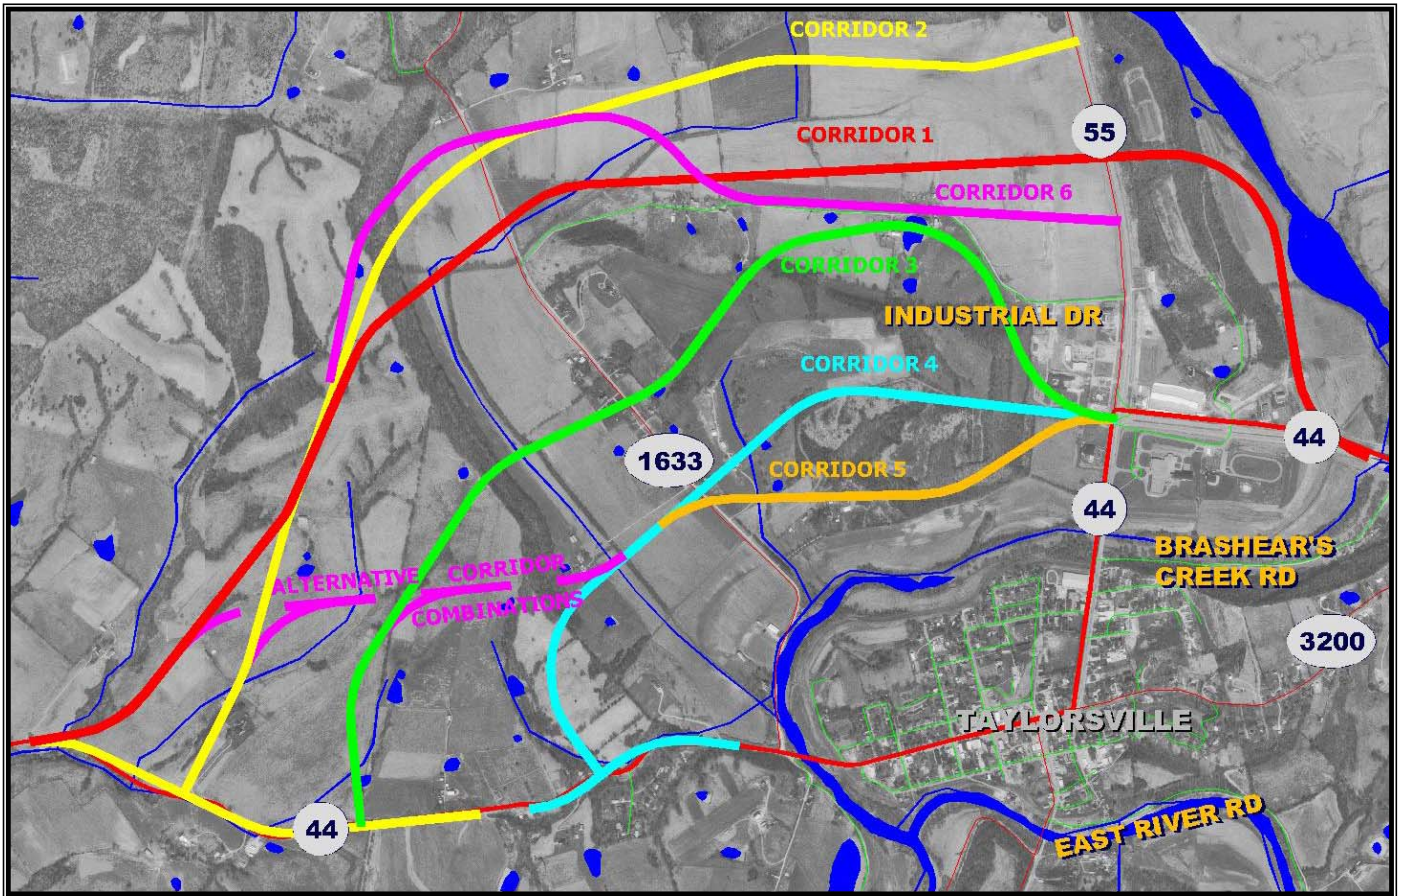 CORRIDOR 2
CORRIDOR 1
55
CORRIDOR 6
CORRIDOR 3
INDUSTRIAL DR
CORRIDOR 4
44
1633
CORRIDOR 5
44
BRASHEAR'S
CREEK RD
ALTERNATIVE CORRIDOR
COMBINATIONS
3200
TAYLORSVILLE
44
EAST RIVER RD